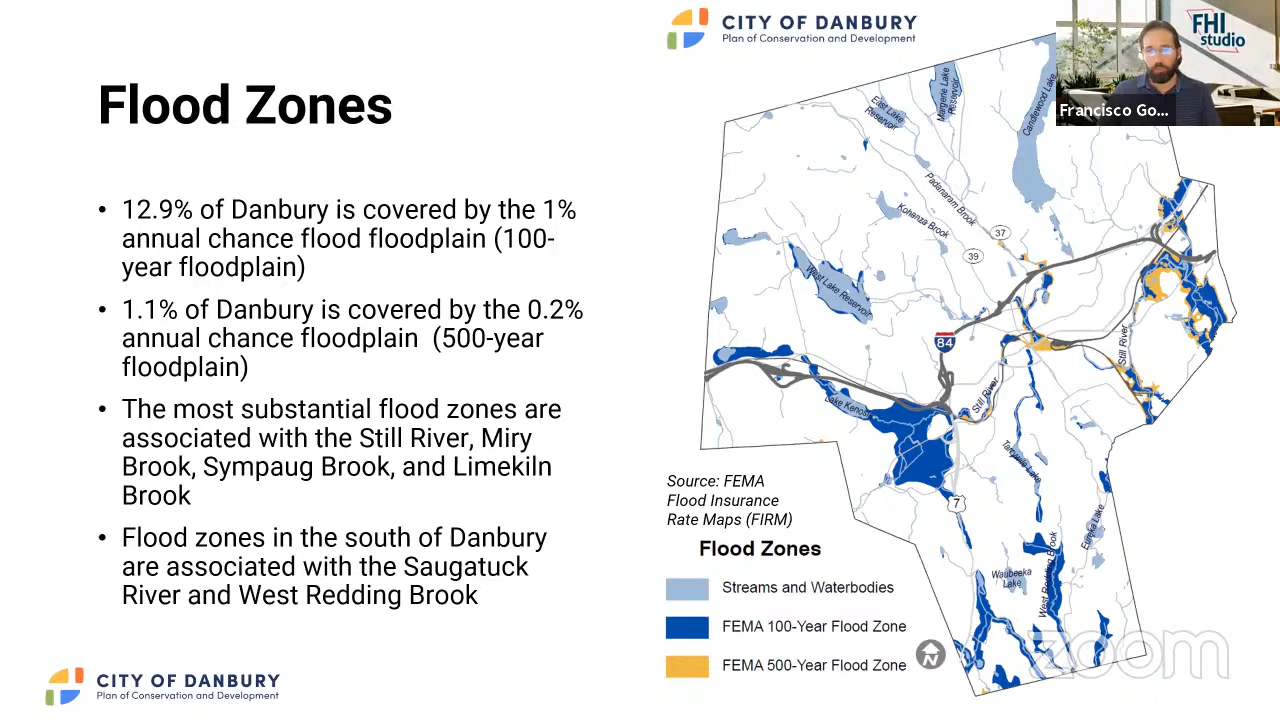 CITY OF DANBURY
Plan of Conservation and Development
FHI
studio
Francisco Go...
Flood Zones
• 12.9% of Danbury is covered by the 1%
annual chance flood floodplain (100-
year floodplain)
• 1.1% of Danbury is covered by the 0.2%
annual chance floodplain (500-year
floodplain)
• The most substantial flood zones are
associated with the Still River, Miry
Brook, Sympaug Brook, and Limekiln
Brook
• Flood zones in the south of Danbury
are associated with the Saugatuck
River and West Redding Brook
CITY OF DANBURY
Plan of Conservation and Development
East Lake
Reservoir
Margerie Lake
Reservoir
Candlewood Lake
Padanaram Brook
Kohanza Brook
37
39
West Lake Reservoir
84
Still River
Still River
Lake Kenosia
Tarrywile Lake
7
Eureka Lake
Waubeeka
Lake
West Redding Brook
Source: FEMA
Flood Insurance
Rate Maps (FIRM)
Flood Zones
Streams and Waterbodies
FEMA 100-Year Flood Zone
FEMA 500-Year Flood Zone
N
zoom